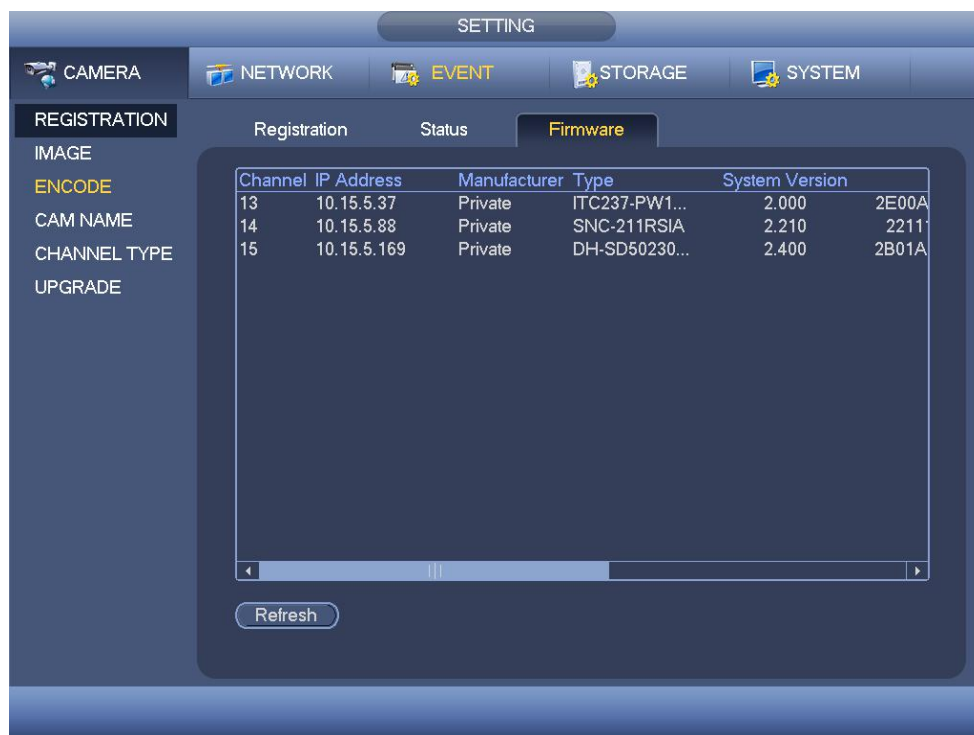 SETTING
CAMERA NETWORK EVENT STORAGE SYSTEM
REGISTRATION
IMAGE
ENCODE
CAM NAME
CHANNEL TYPE
UPGRADE
Registration Status Firmware
Channel IP Address Manufacturer Type System Version
13 10.15.5.37 Private ITC237-PW1... 2.000 2E00A
14 10.15.5.88 Private SNC-211RSIA 2.210 2211
15 10.15.5.169 Private DH-SD50230... 2.400 2B01A
Refresh